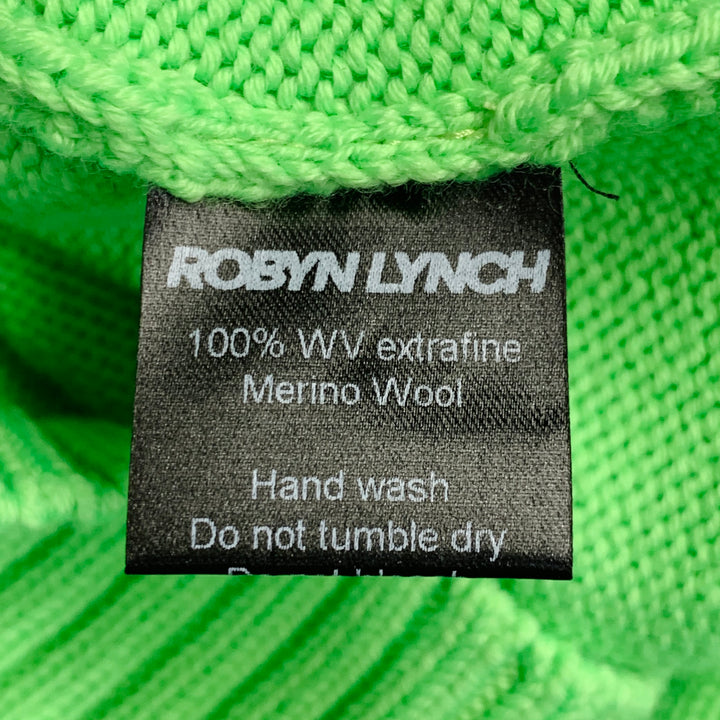 ROBYN LYNCH
100% WV extrafine
Merino Wool
Hand wash
Do not tumble dry